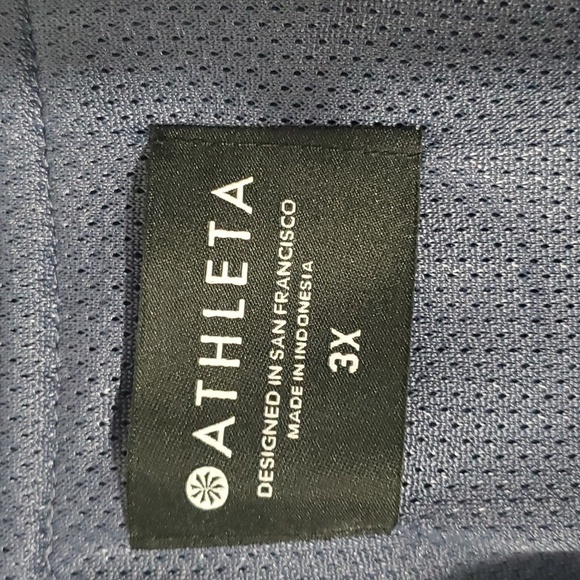 ATHLETA
DESIGNED IN SAN FRANCISCO
MADE IN INDONESIA
3X